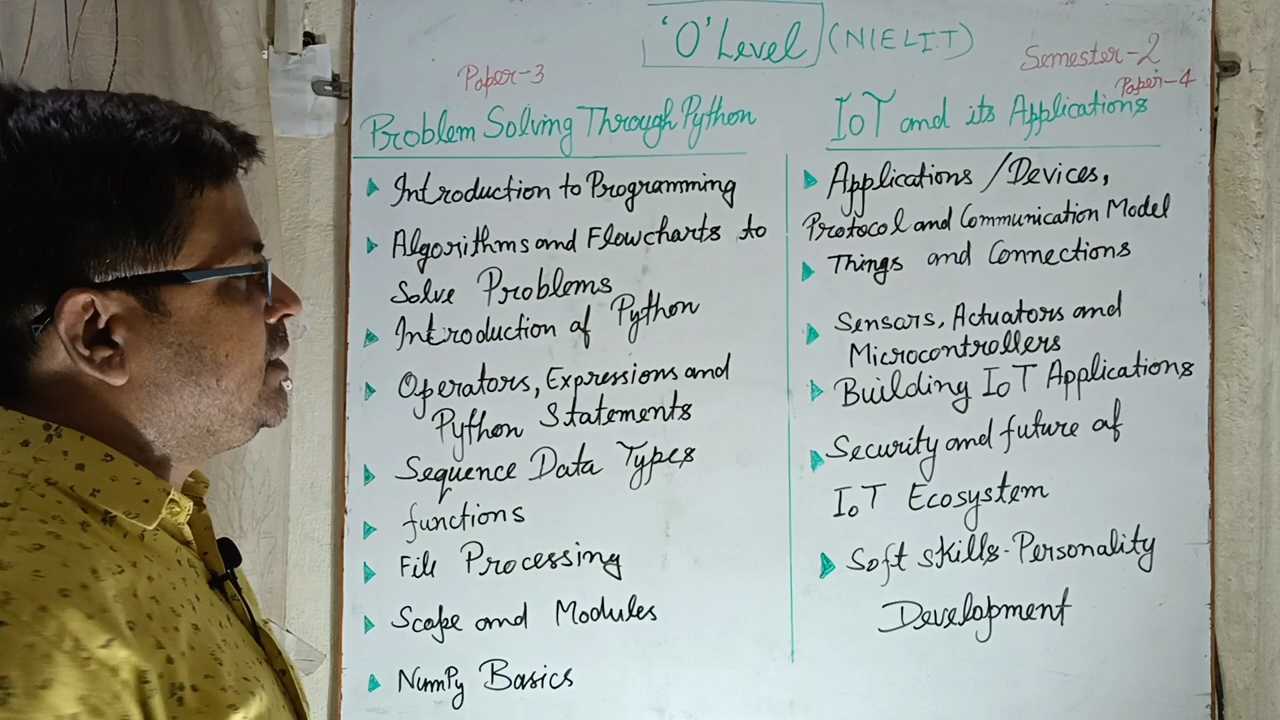 'O' Level (NIELIT)
Semester-2
Paper-3
Problem Solving Through Python
Introduction to Programming
Algorithms and Flowcharts to
Solve Problems
Introduction of Python
Operators, Expressions and
Python Statements
Sequence Data Types
functions
File Processing
Scope and Modules
NumPy Basics
Paper-4
IoT and its Applications
Applications / Devices,
Protocol and Communication Model
Things and Connections
Sensors, Actuators and
Microcontrollers
Building IoT Applications
Security and future of
IoT Ecosystem
Soft skills-Personality
Development